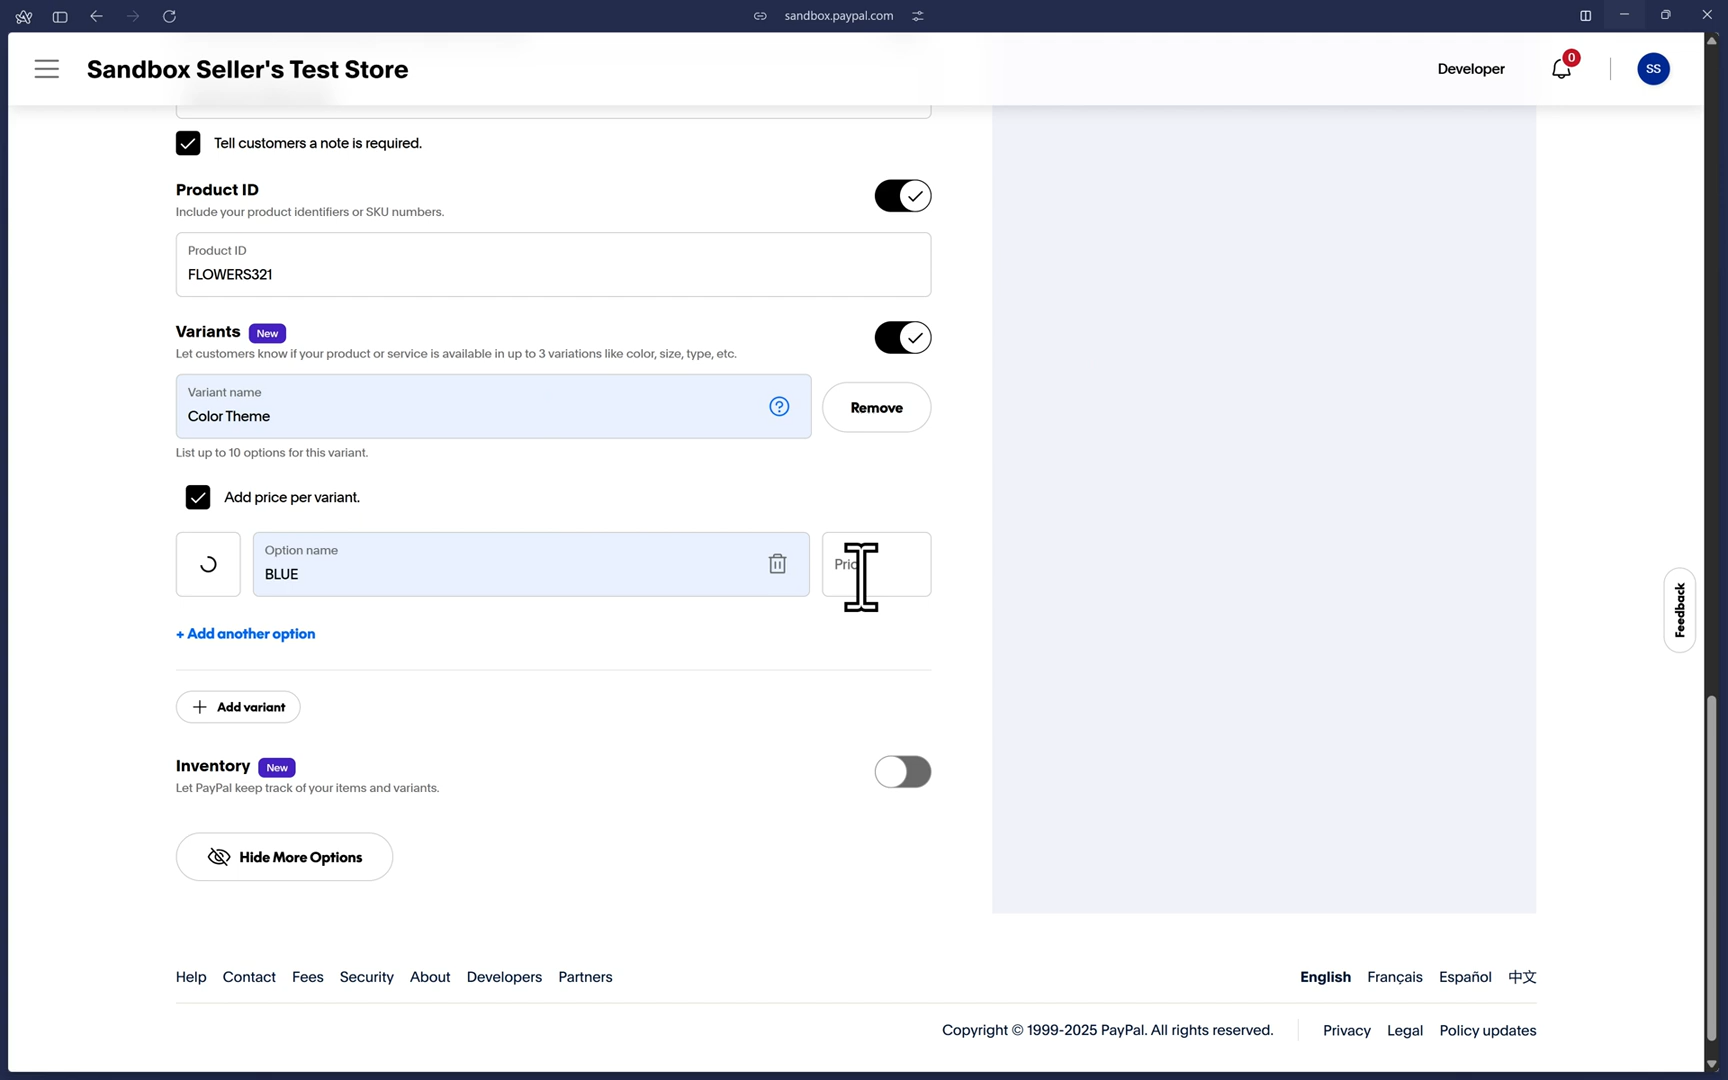 sandbox.paypal.com
Sandbox Seller's Test Store
Developer
0
SS
Tell customers a note is required.
Product ID
Include your product identifiers or SKU numbers.
Product ID
FLOWERS321
Variants New
Let customers know if your product or service is available in up to 3 variations like color, size, type, etc.
Variant name
Color Theme
Remove
List up to 10 options for this variant.
Add price per variant.
Option name
BLUE
+ Add another option
Add variant
Inventory New
Let PayPal keep track of your items and variants.
Hide More Options
Feedback
Help Contact Fees Security About Developers Partners
English Français Español 中文
Copyright © 1999-2025 PayPal. All rights reserved.
Privacy Legal Policy updates